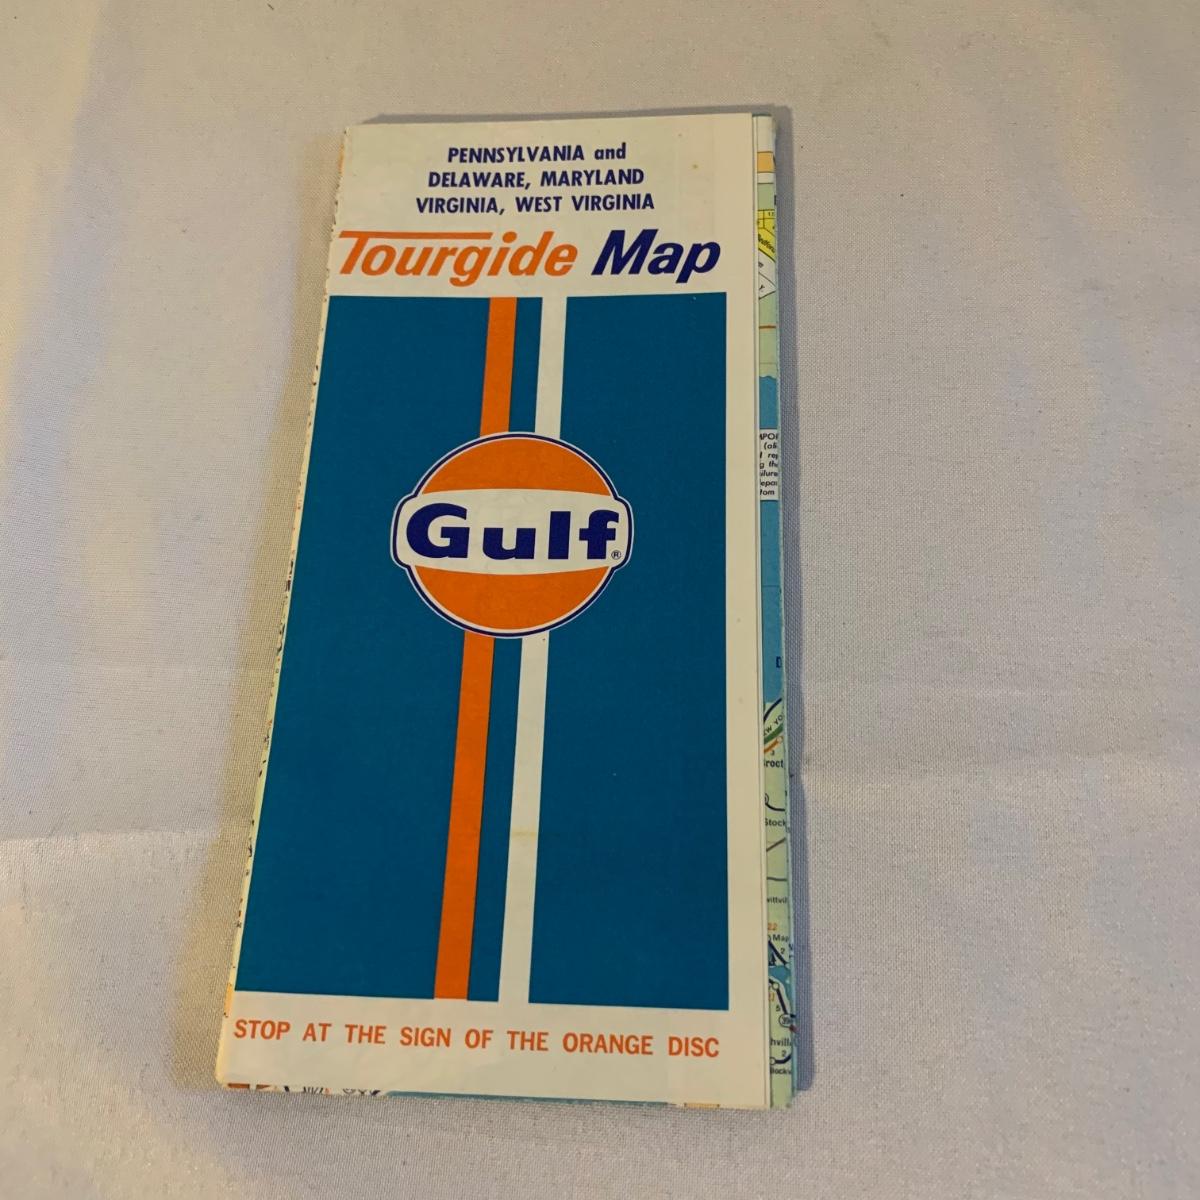 PENNSYLVANIA and
DELAWARE, MARYLAND
VIRGINIA, WEST VIRGINIA
Tourgide Map
Gulf®
STOP AT THE SIGN OF THE ORANGE DISC